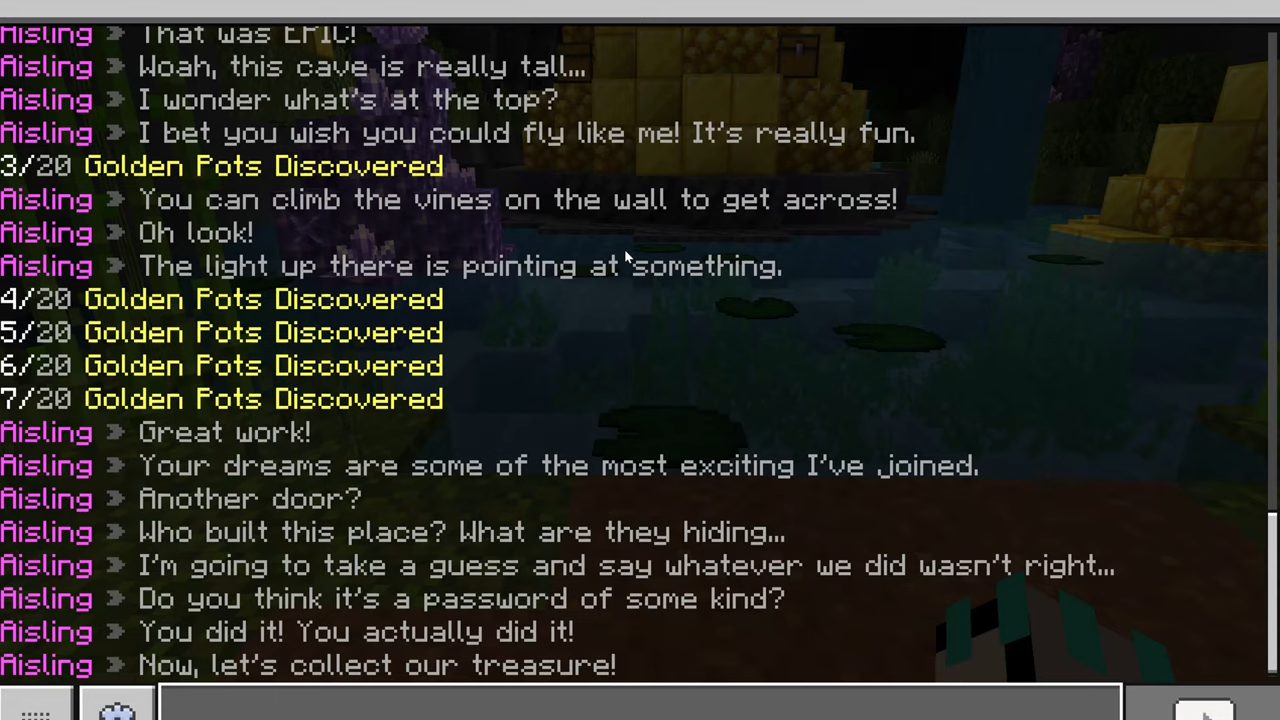 Aisling » That was EPIC!
Aisling » Woah, this cave is really tall...
Aisling » I wonder what's at the top?
Aisling » I bet you wish you could fly like me! It's really fun.
3/20 Golden Pots Discovered
Aisling » You can climb the vines on the wall to get across!
Aisling » Oh look!
Aisling » The light up there is pointing at something.
4/20 Golden Pots Discovered
5/20 Golden Pots Discovered
6/20 Golden Pots Discovered
7/20 Golden Pots Discovered
Aisling » Great work!
Aisling » Your dreams are some of the most exciting I've joined.
Aisling » Another door?
Aisling » Who built this place? What are they hiding...
Aisling » I'm going to take a guess and say whatever we did wasn't right...
Aisling » Do you think it's a password of some kind?
Aisling » You did it! You actually did it!
Aisling » Now, let's collect our treasure!